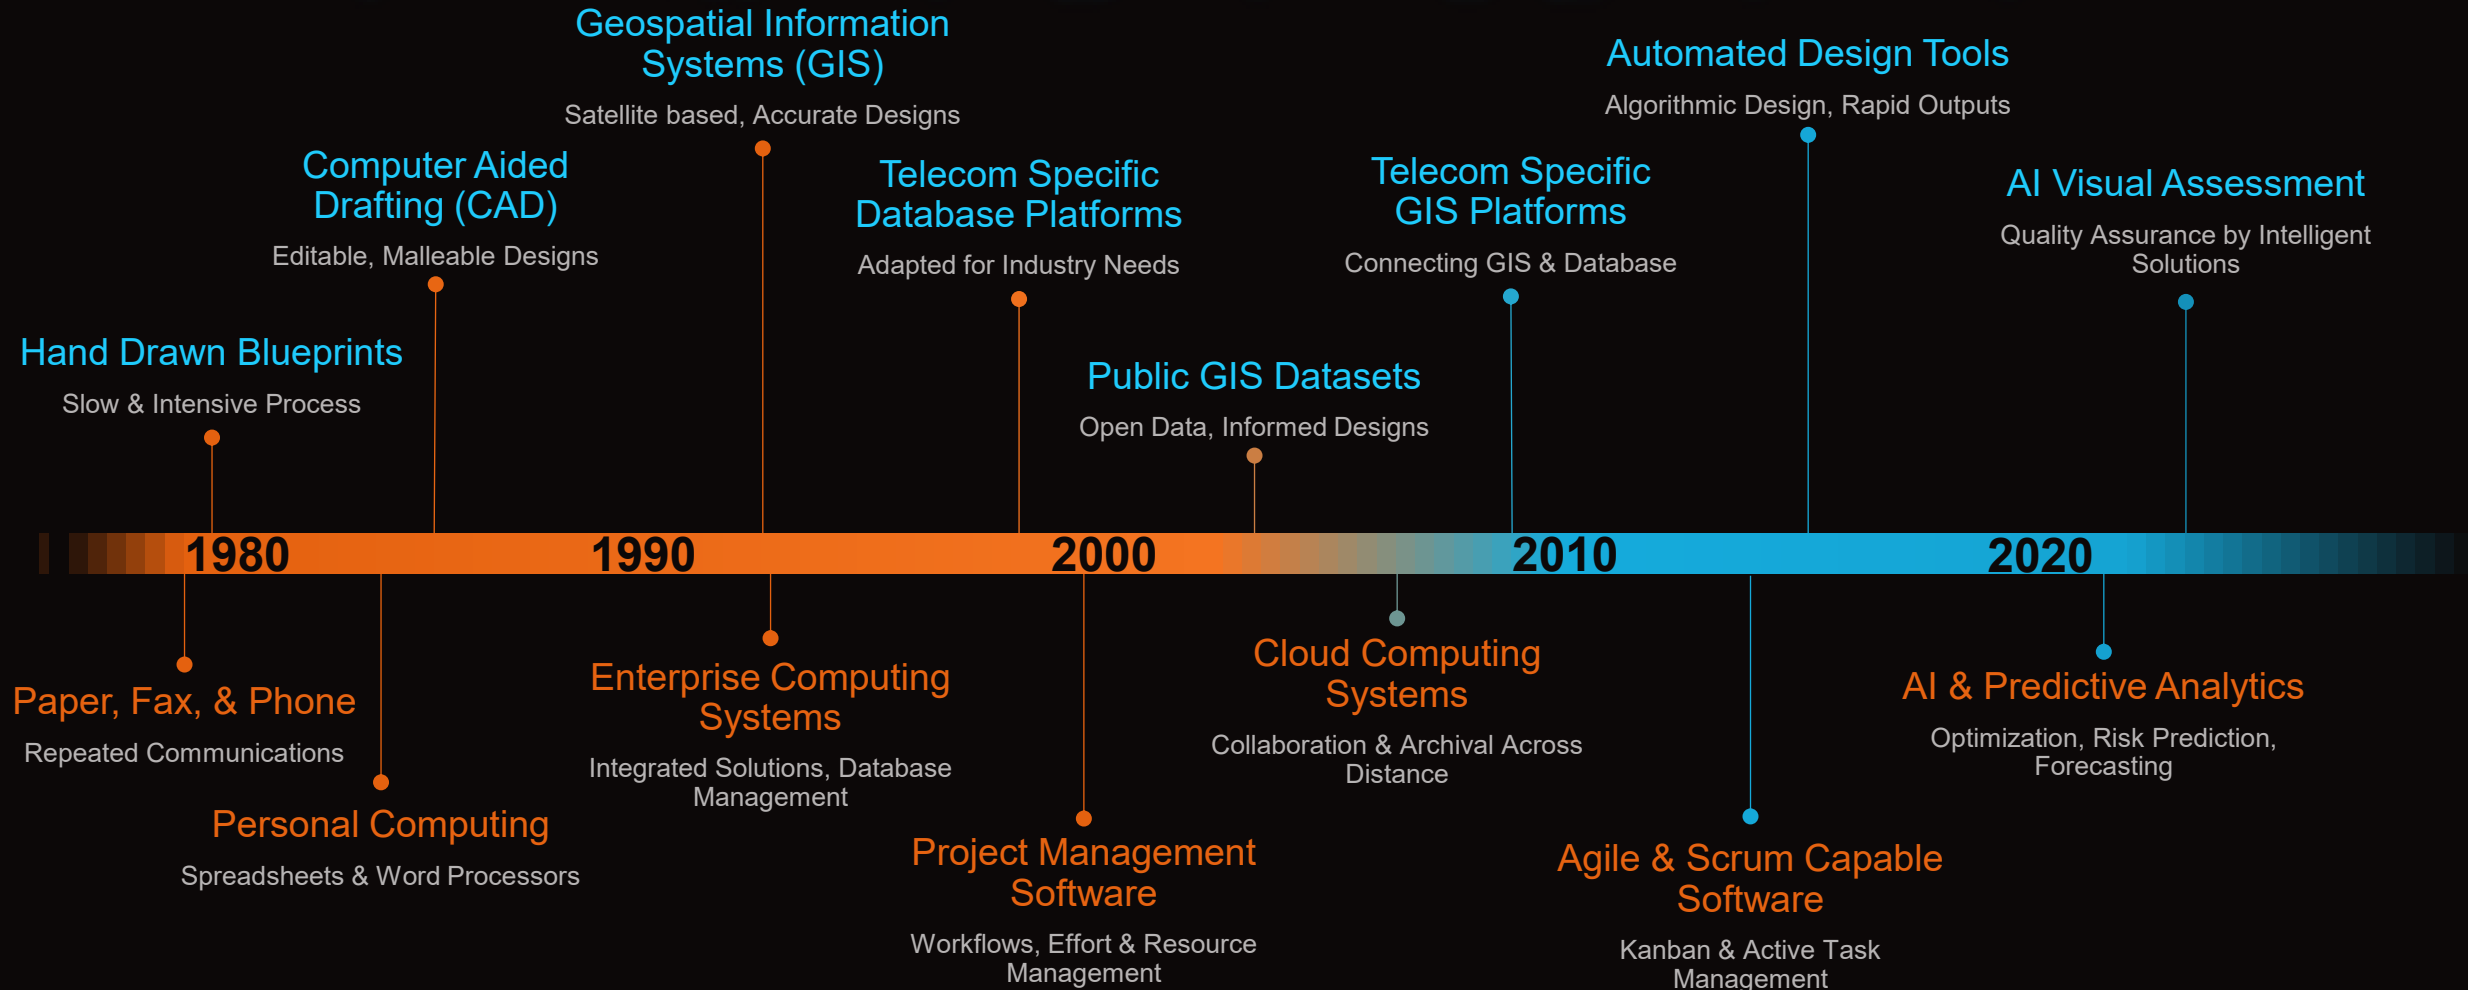 Geospatial Information
Systems (GIS)
Satellite based, Accurate Designs
Automated Design Tools
Algorithmic Design, Rapid Outputs
Computer Aided
Drafting (CAD)
Editable, Malleable Designs
Telecom Specific
Database Platforms
Adapted for Industry Needs
Telecom Specific
GIS Platforms
Connecting GIS & Database
AI Visual Assessment
Quality Assurance by Intelligent
Solutions
Hand Drawn Blueprints
Slow & Intensive Process
Public GIS Datasets
Open Data, Informed Designs
1980
1990
2000
2010
2020
Paper, Fax, & Phone
Repeated Communications
Personal Computing
Spreadsheets & Word Processors
Enterprise Computing
Systems
Integrated Solutions, Database
Management
Project Management
Software
Workflows, Effort & Resource
Management
Cloud Computing
Systems
Collaboration & Archival Across
Distance
Agile & Scrum Capable
Software
Kanban & Active Task
Management
AI & Predictive Analytics
Optimization, Risk Prediction,
Forecasting